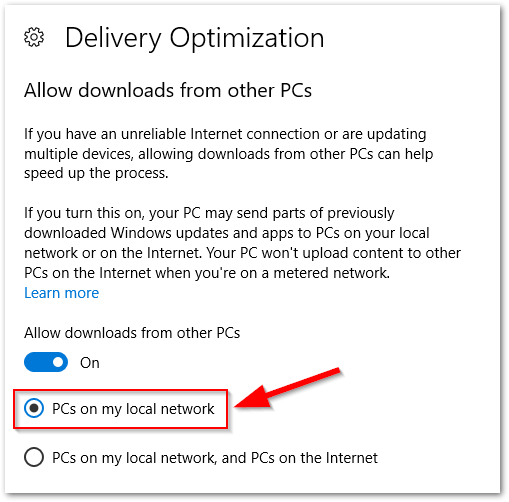 Delivery Optimization
Allow downloads from other PCs
If you have an unreliable Internet connection or are updating
multiple devices, allowing downloads from other PCs can help
speed up the process.
If you turn this on, your PC may send parts of previously
downloaded Windows updates and apps to PCs on your local
network or on the Internet. Your PC won't upload content to other
PCs on the Internet when you're on a metered network.
Learn more
Allow downloads from other PCs
On
PCs on my local network
PCs on my local network, and PCs on the Internet